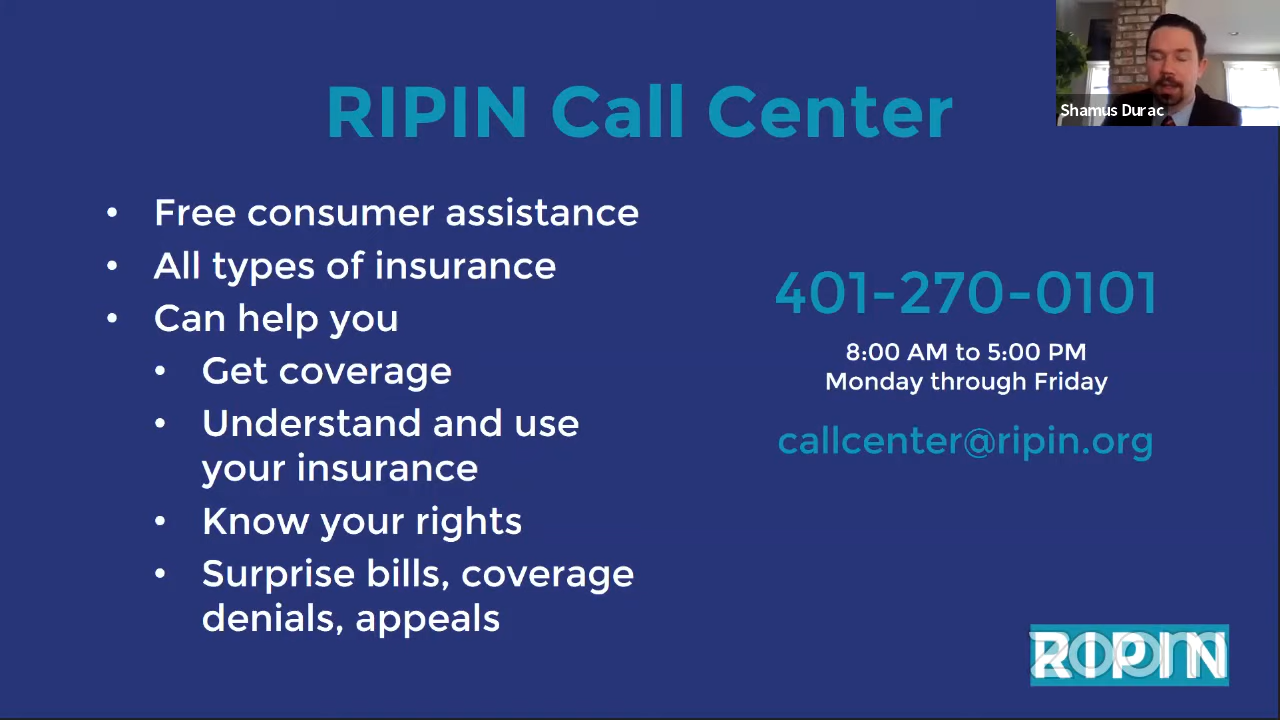 Shamus Durac
RIPIN Call Center
• Free consumer assistance
• All types of insurance
• Can help you
• Get coverage
• Understand and use
your insurance
• Know your rights
• Surprise bills, coverage
denials, appeals
401-270-0101
8:00 AM to 5:00 PM
Monday through Friday
callcenter@ripin.org
RIPIN
zoom